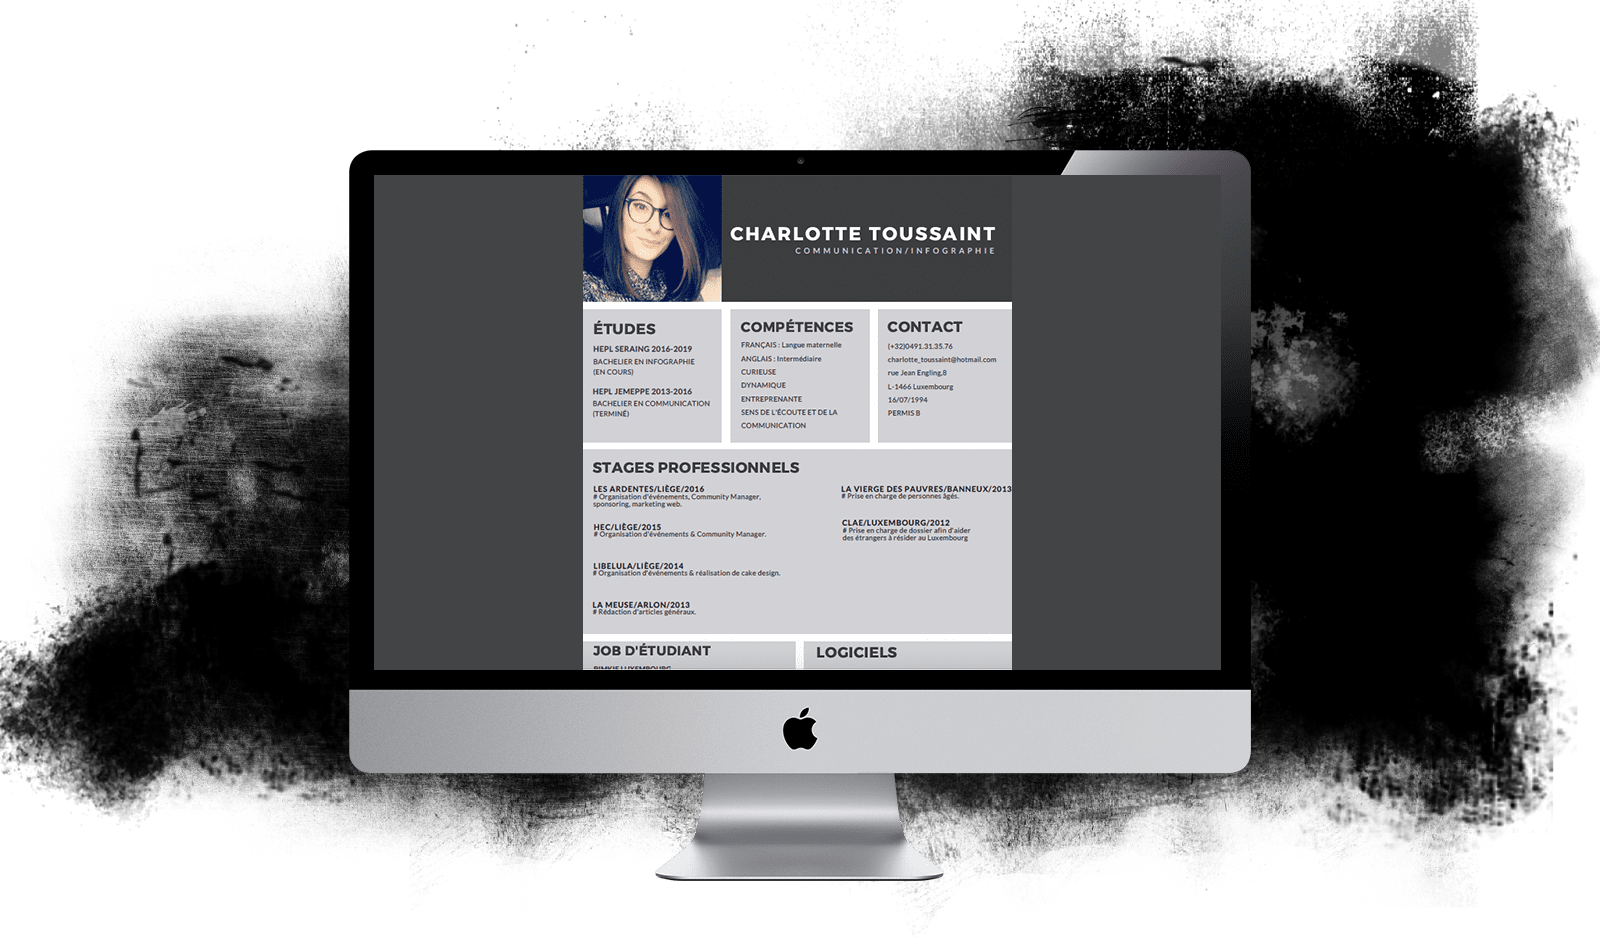 CHARLOTTE TOUSSAINT
COMMUNICATION/INFOGRAPHIE
ÉTUDES
HEPL SERAING 2016-2019
BACHELIER EN INFOGRAPHIE
(EN COURS)
HEPL JEMEPPE 2013-2016
BACHELIER EN COMMUNICATION
(TERMINÉ)
COMPÉTENCES
FRANÇAIS : Langue maternelle
ANGLAIS : Intermédiaire
CURIEUSE
DYNAMIQUE
ENTREPRENANTE
SENS DE L'ÉCOUTE ET DE LA
COMMUNICATION
CONTACT
(+32)0491.31.35.76
charlotte_toussaint@hotmail.com
rue Jean Engling,8
L-1466 Luxembourg
16/07/1994
PERMIS B
STAGES PROFESSIONNELS
LES ARDENTES/LIÈGE/2016
# Organisation d'événements, Community Manager,
sponsoring, marketing web.
HEC/LIÈGE/2015
# Organisation d'événements & Community Manager.
LIBELULA/LIÈGE/2014
# Organisation d'événements & réalisation de cake design.
LA MEUSE/ARLON/2013
# Rédaction d'articles généraux.
LA VIERGE DES PAUVRES/BANNEUX/2013
# Prise en charge de personnes âgés.
CLAE/LUXEMBOURG/2012
# Prise en charge de dossier afin d'aider
des étrangers à résider au Luxembourg
JOB D'ÉTUDIANT
LOGICIELS